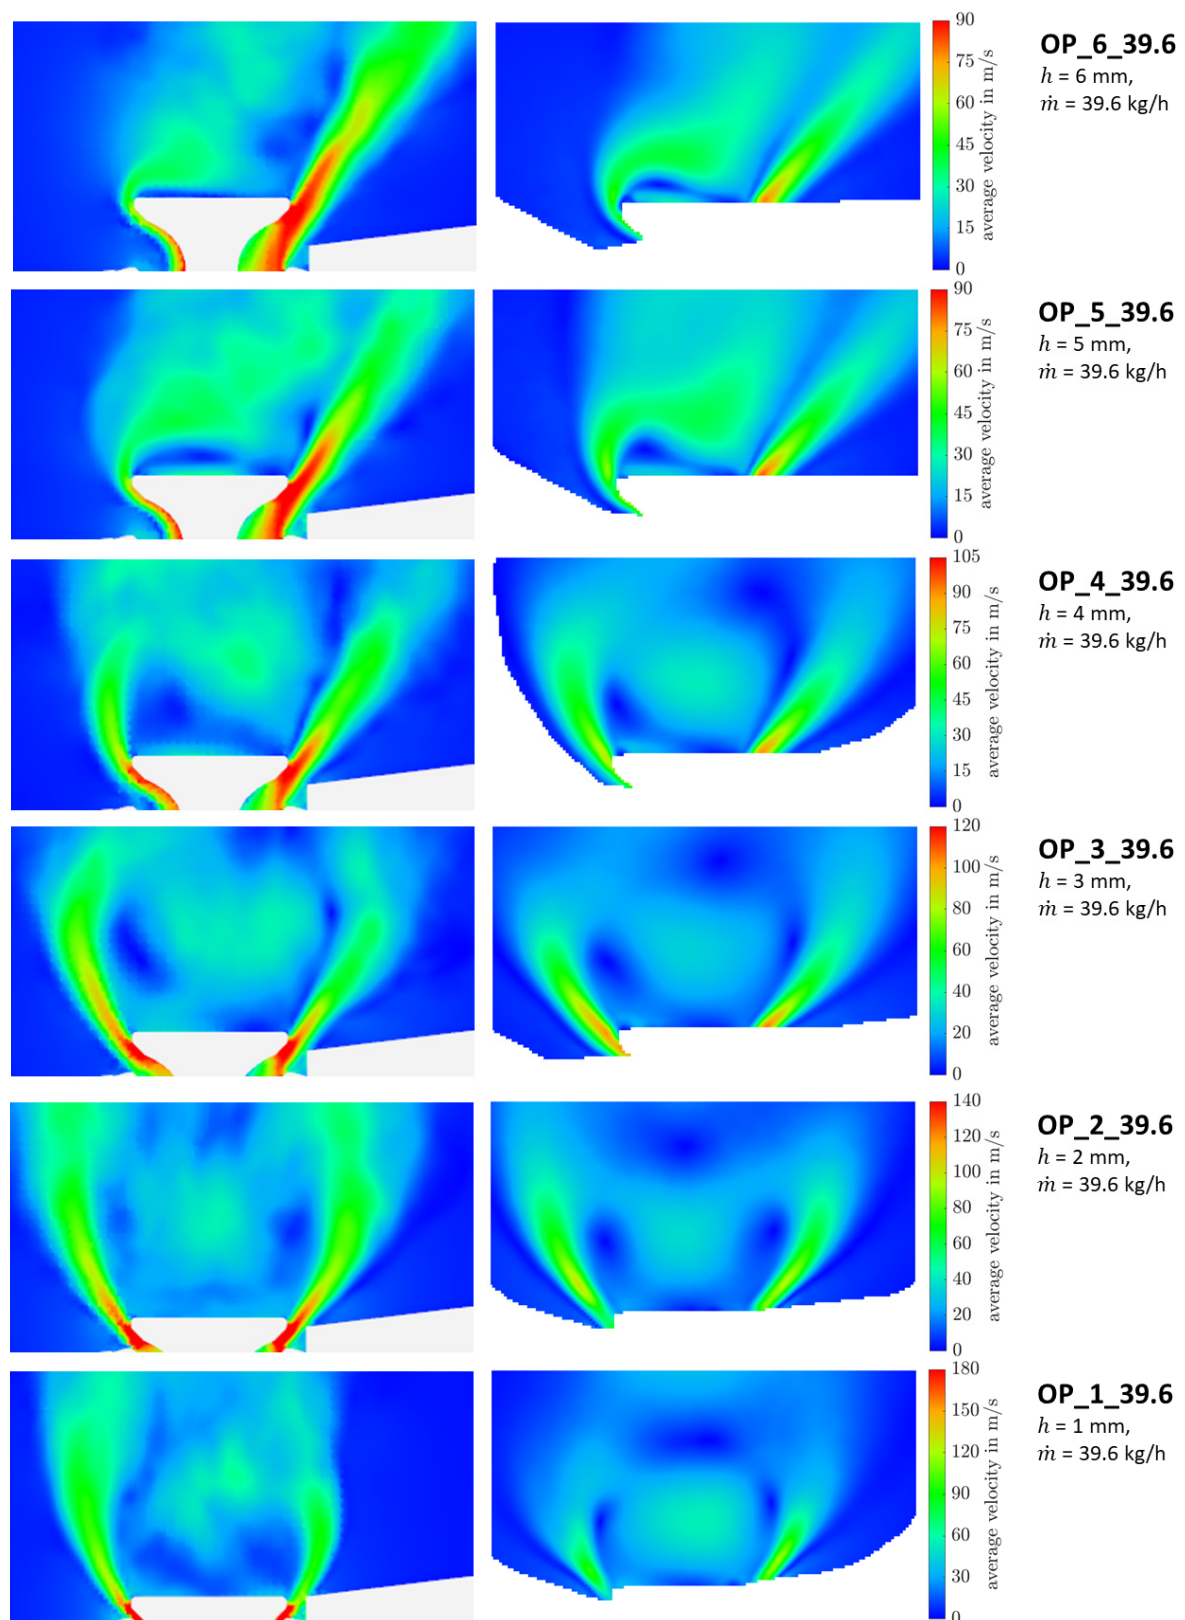 90
75
60
45
30
15
0
average velocity in m/s
OP_6_39.6
h = 6 mm,
ṁ = 39.6 kg/h
90
75
60
45
30
15
0
average velocity in m/s
OP_5_39.6
h = 5 mm,
ṁ = 39.6 kg/h
105
90
75
60
45
30
15
0
average velocity in m/s
OP_4_39.6
h = 4 mm,
ṁ = 39.6 kg/h
120
100
80
60
40
20
0
average velocity in m/s
OP_3_39.6
h = 3 mm,
ṁ = 39.6 kg/h
140
120
100
80
60
40
20
0
average velocity in m/s
OP_2_39.6
h = 2 mm,
ṁ = 39.6 kg/h
180
150
120
90
60
30
0
average velocity in m/s
OP_1_39.6
h = 1 mm,
ṁ = 39.6 kg/h